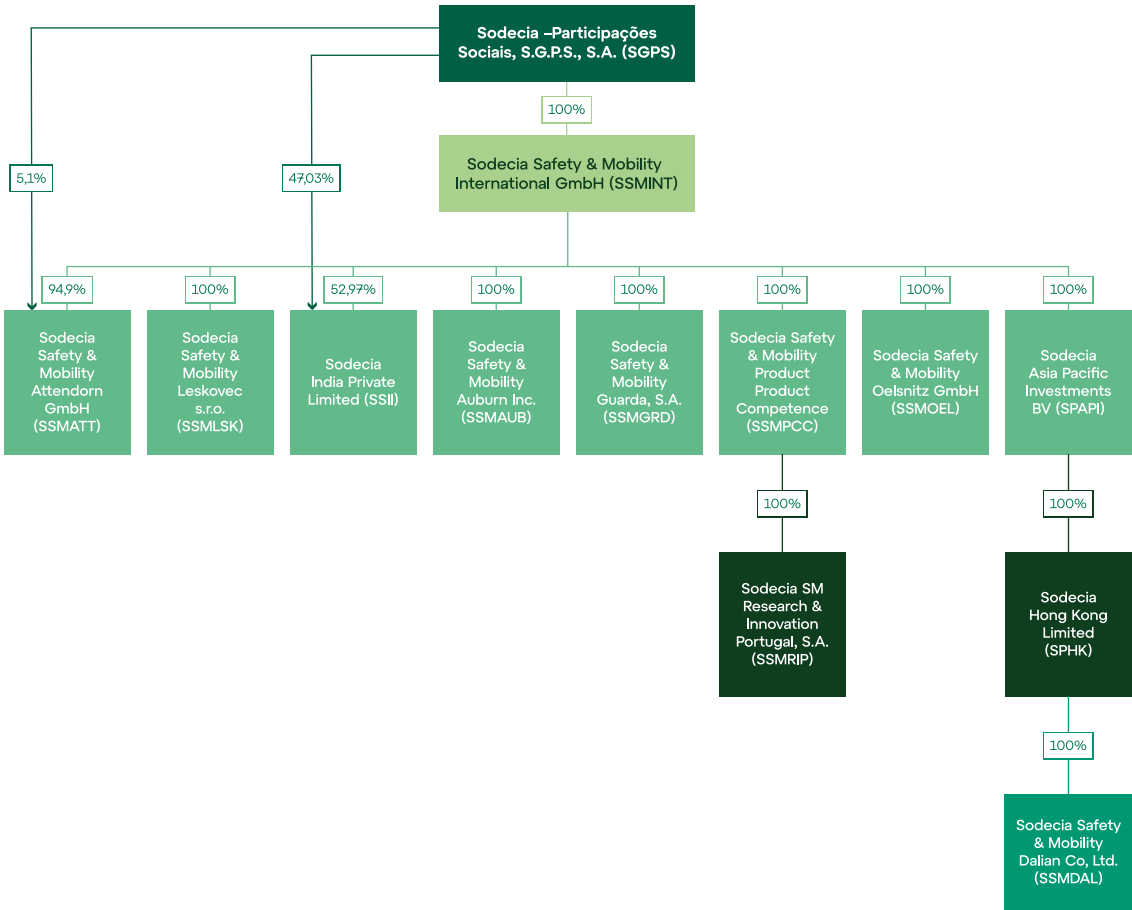 Sodecia –Participações
Sociais, S.G.P.S., S.A. (SGPS)
100%
Sodecia Safety & Mobility
International GmbH (SSMINT)
5,1%
47,03%
94,9%
100%
52,97%
100%
100%
100%
100%
100%
Sodecia
Safety &
Mobility
Attendorn
GmbH
(SSMATT)
Sodecia
Safety &
Mobility
Leskovec
s.r.o.
(SSMLSK)
Sodecia
India Private
Limited (SSII)
Sodecia
Safety &
Mobility
Auburn Inc.
(SSMAUB)
Sodecia
Safety &
Mobility
Guarda, S.A.
(SSMGRD)
Sodecia Safety
& Mobility
Product
Product
Competence
(SSMPCC)
Sodecia Safety
& Mobility
Oelsnitz GmbH
(SSMOEL)
Sodecia
Asia Pacific
Investments
BV (SPAPI)
100%
100%
Sodecia SM
Research &
Innovation
Portugal, S.A.
(SSMRIP)
Sodecia
Hong Kong
Limited
(SPHK)
100%
Sodecia Safety
& Mobility
Dalian Co, Ltd.
(SSMDAL)